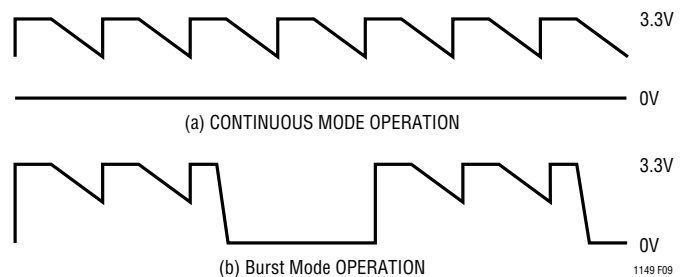 3.3V
0V
(a) CONTINUOUS MODE OPERATION
3.3V
0V
(b) Burst Mode OPERATION
1149 F09